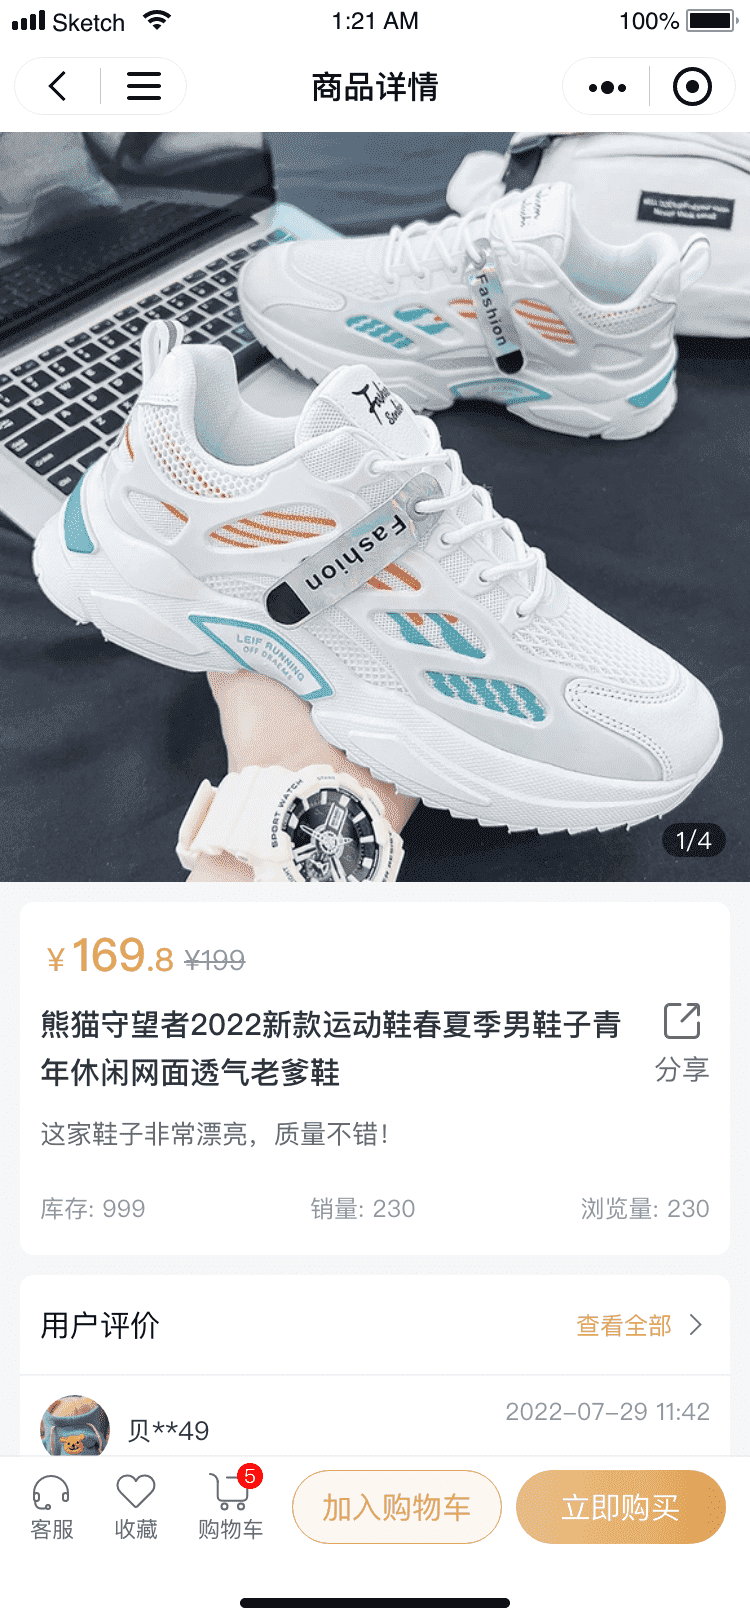 Sketch 1:21 AM 100%
商品详情
Fashion
Fashion
LEIF RUNNING
OFF DRAEME
SPORT WATCH
1/4
¥169.8 ¥199
熊猫守望者2022新款运动鞋春夏季男鞋子青
年休闲网面透气老爹鞋
分享
这家鞋子非常漂亮，质量不错！
库存: 999 销量: 230 浏览量: 230
用户评价 查看全部
贝**49 2022-07-29 11:42
5
客服 收藏 购物车 加入购物车 立即购买